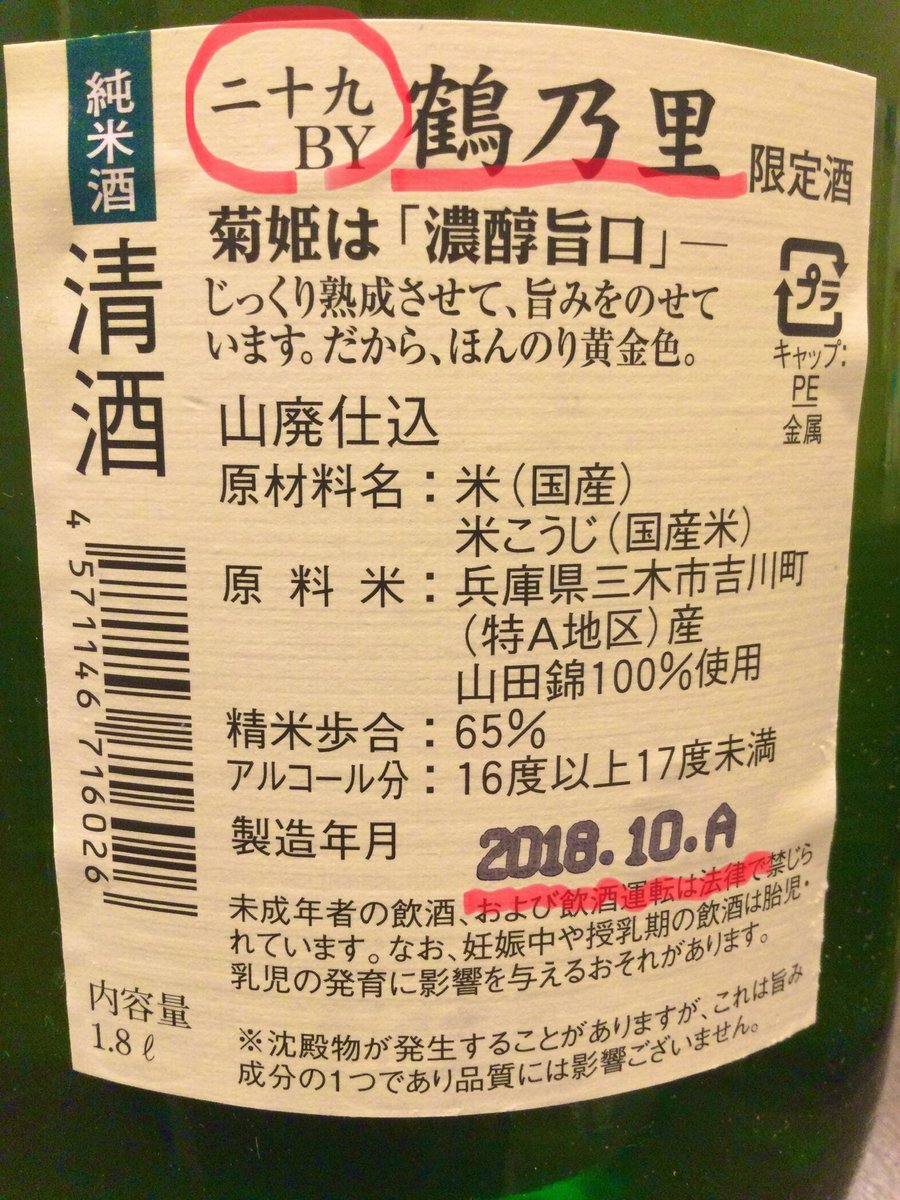 純米酒
清酒
二十九
BY
鶴乃里
限定酒
菊姫は「濃醇旨口」―
じっくり熟成させて、旨みをのせて
います。だから、ほんのり黄金色。
プラ
キャップ:
PE
金属
山廃仕込
原材料名：米（国産）
米こうじ（国産米）
原料米：兵庫県三木市吉川町
（特A地区）産
山田錦100%使用
精米歩合：65%
アルコール分：16度以上17度未満
製造年月 2018.10.A
未成年者の飲酒、および飲酒運転は法律で禁じら
れています。なお、妊娠中や授乳期の飲酒は胎児・
乳児の発育に影響を与えるおそれがあります。
4 571146 716026
内容量
1.8ℓ
※沈殿物が発生することがありますが、これは旨み
成分の1つであり品質には影響ございません。